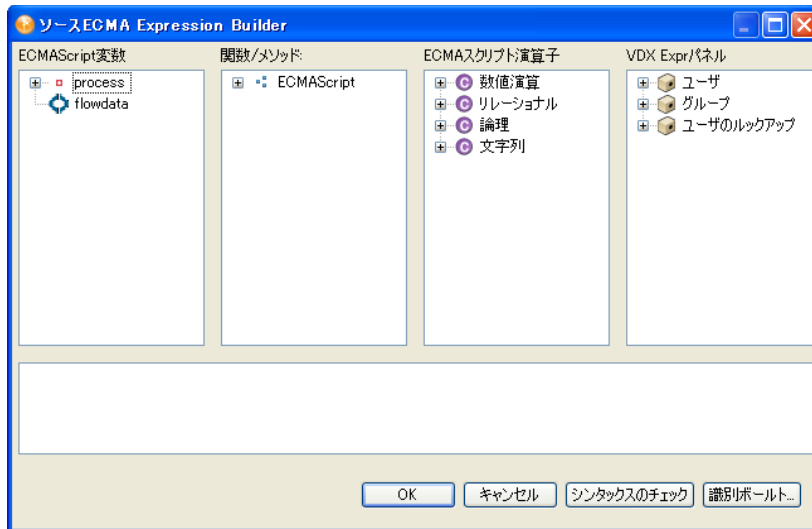 ソースECMA Expression Builder
ECMAScript変数 関数/メソッド: ECMAスクリプト演算子 VDX Exprパネル
process ECMAScript 数値演算 ユーザ
flowdata リレーショナル グループ
論理 ユーザのルックアップ
文字列
OK キャンセル シンタックスのチェック 識別ボールト...